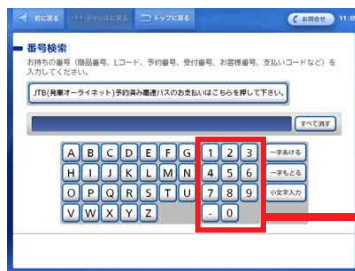 前に戻る
トップに戻る
お問合せ
11:0
番号検索
お持ちの番号(商品番号、Lコード、予約番号、受付番号、お客様番号、支払いコードなど)を
入力してください。
JTB(発車オーライネット)予約済み高速バスのお支払いはこちらを押して下さい。
すべて消す
A B C D E F G 1 2 3 一字あける
H I J K L M N 4 5 6 一字もどる
O P Q R S T U 7 8 9 小文字入力
V W X Y Z - 0